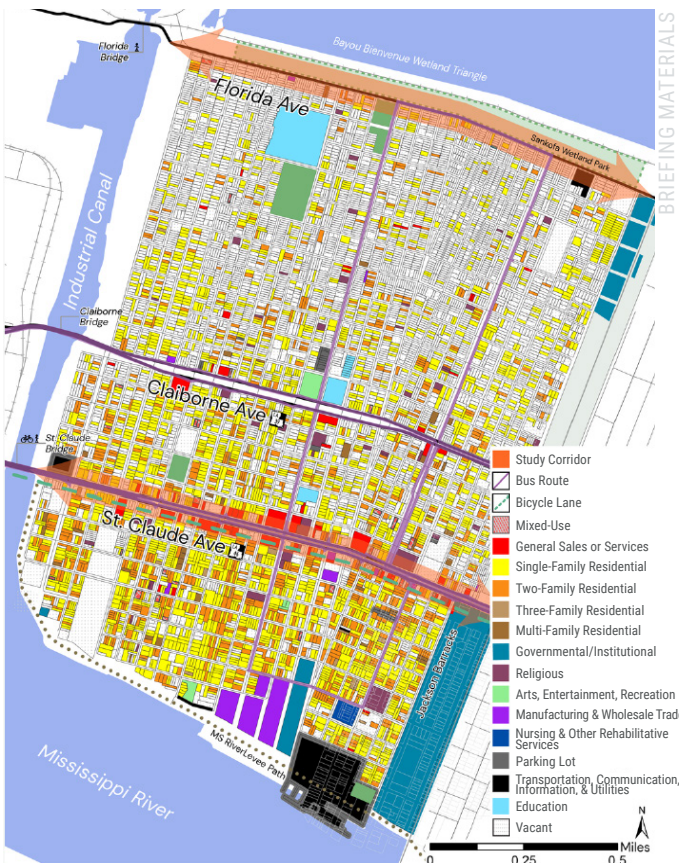 BRIEFING MATERIALS
Florida
Bridge
Bayou Bienvenue Wetland Triangle
Florida Ave
Sankofa Wetland Park
Industrial Canal
Claiborne
Bridge
Claiborne Ave
St. Claude
Bridge
St. Claude Ave
Jackson Barracks
MS RiverLevee Path
Mississippi River
Study Corridor
Bus Route
Bicycle Lane
Mixed-Use
General Sales or Services
Single-Family Residential
Two-Family Residential
Three-Family Residential
Multi-Family Residential
Governmental/Institutional
Religious
Arts, Entertainment, Recreation
Manufacturing & Wholesale Trade
Nursing & Other Rehabilitative
Services
Parking Lot
Transportation, Communication,
Information, & Utilities
Education
Vacant
N
Miles
0 0.25 0.5